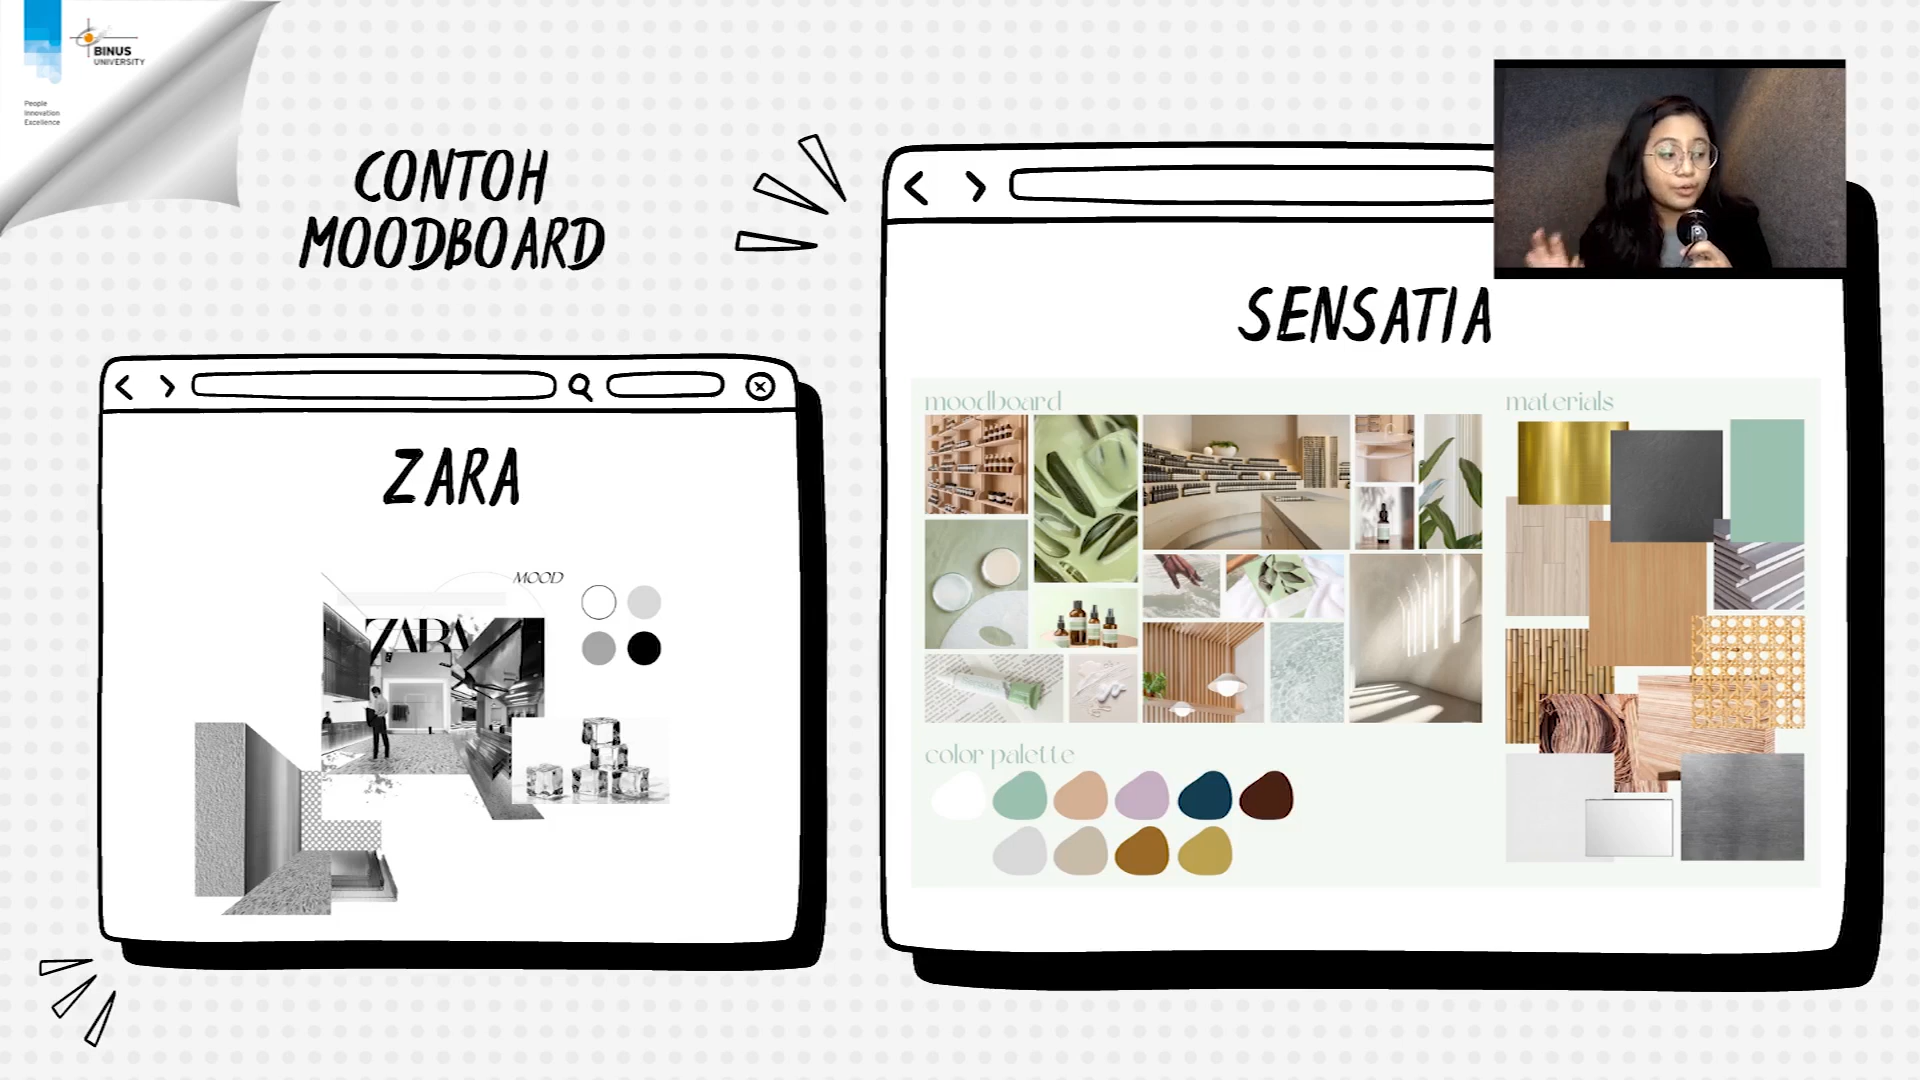 BINUS
UNIVERSITY
People
Innovation
Excellence
CONTOH
MOODBOARD
ZARA
MOOD
ZARA
SENSATIA
moodboard
materials
color palette